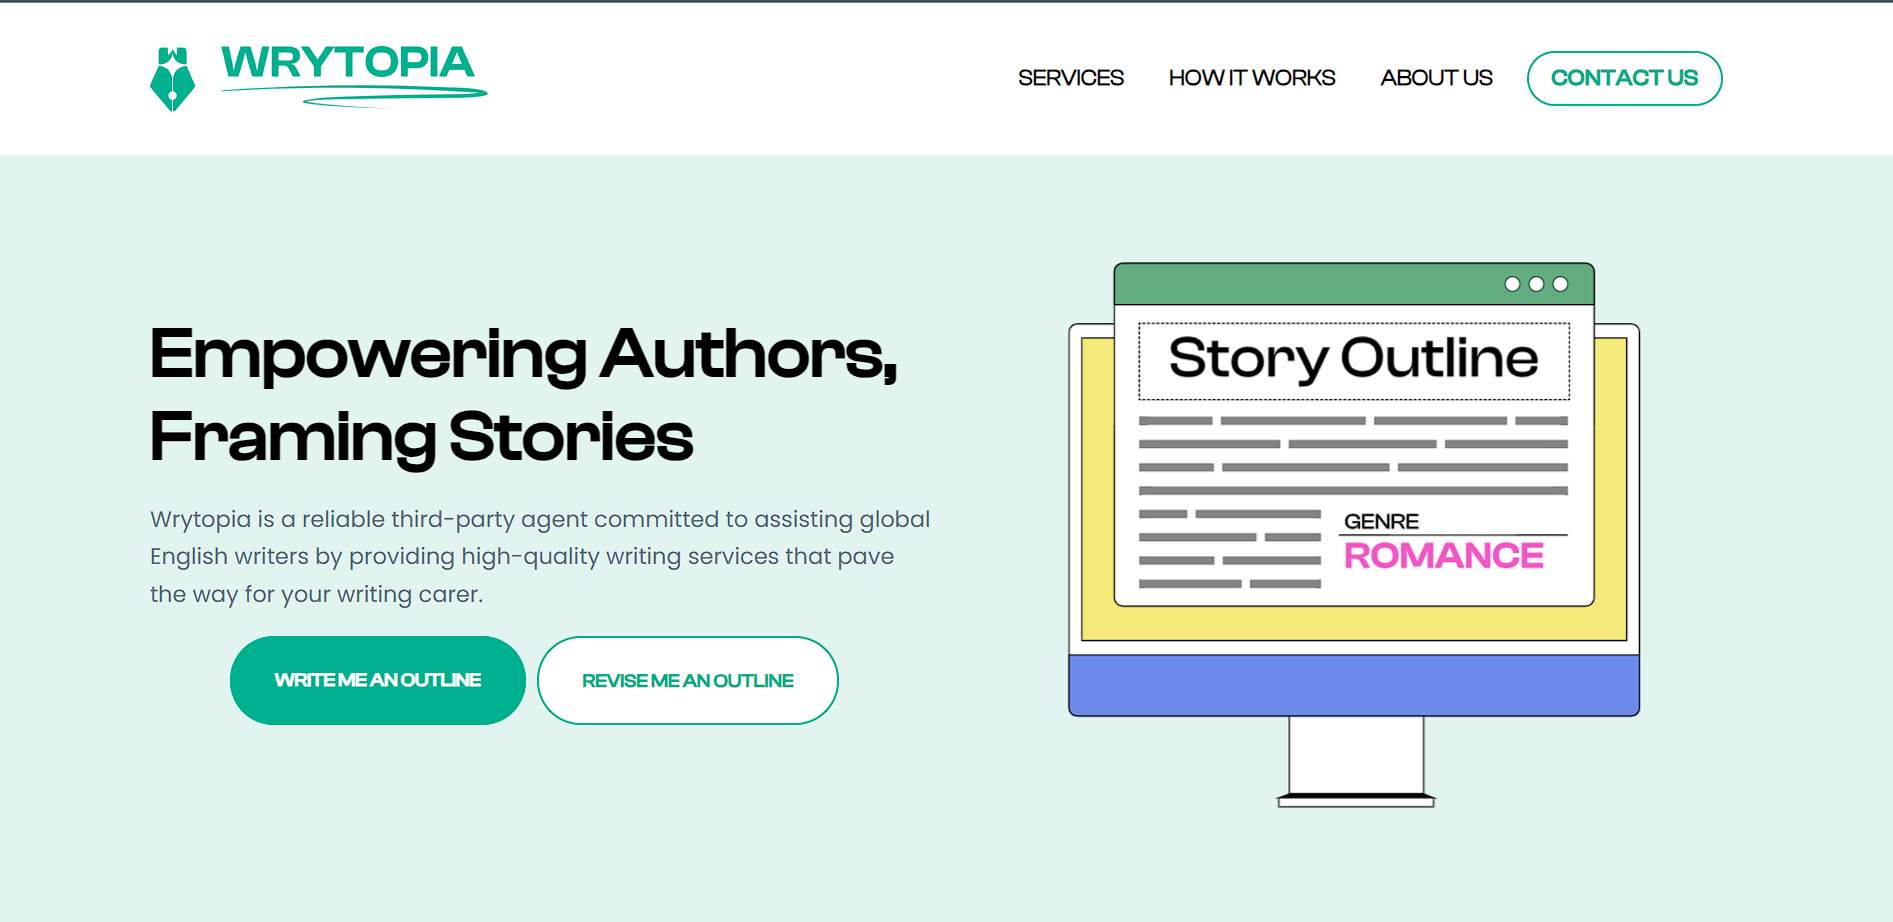 WRYTOPIA
SERVICES
HOW IT WORKS
ABOUT US
CONTACT US
Empowering Authors,
Framing Stories
Wrytopia is a reliable third-party agent committed to assisting global
English writers by providing high-quality writing services that pave
the way for your writing carer.
WRITE ME AN OUTLINE
REVISE ME AN OUTLINE
Story Outline
GENRE
ROMANCE